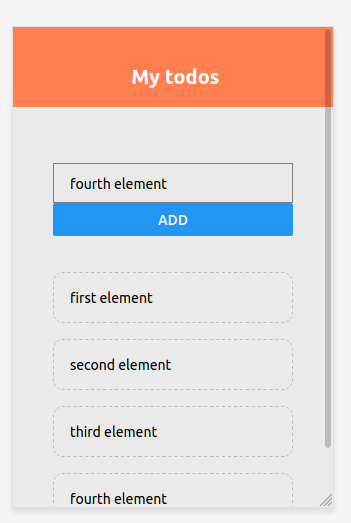 My todos
fourth element
ADD
first element
second element
third element
fourth element